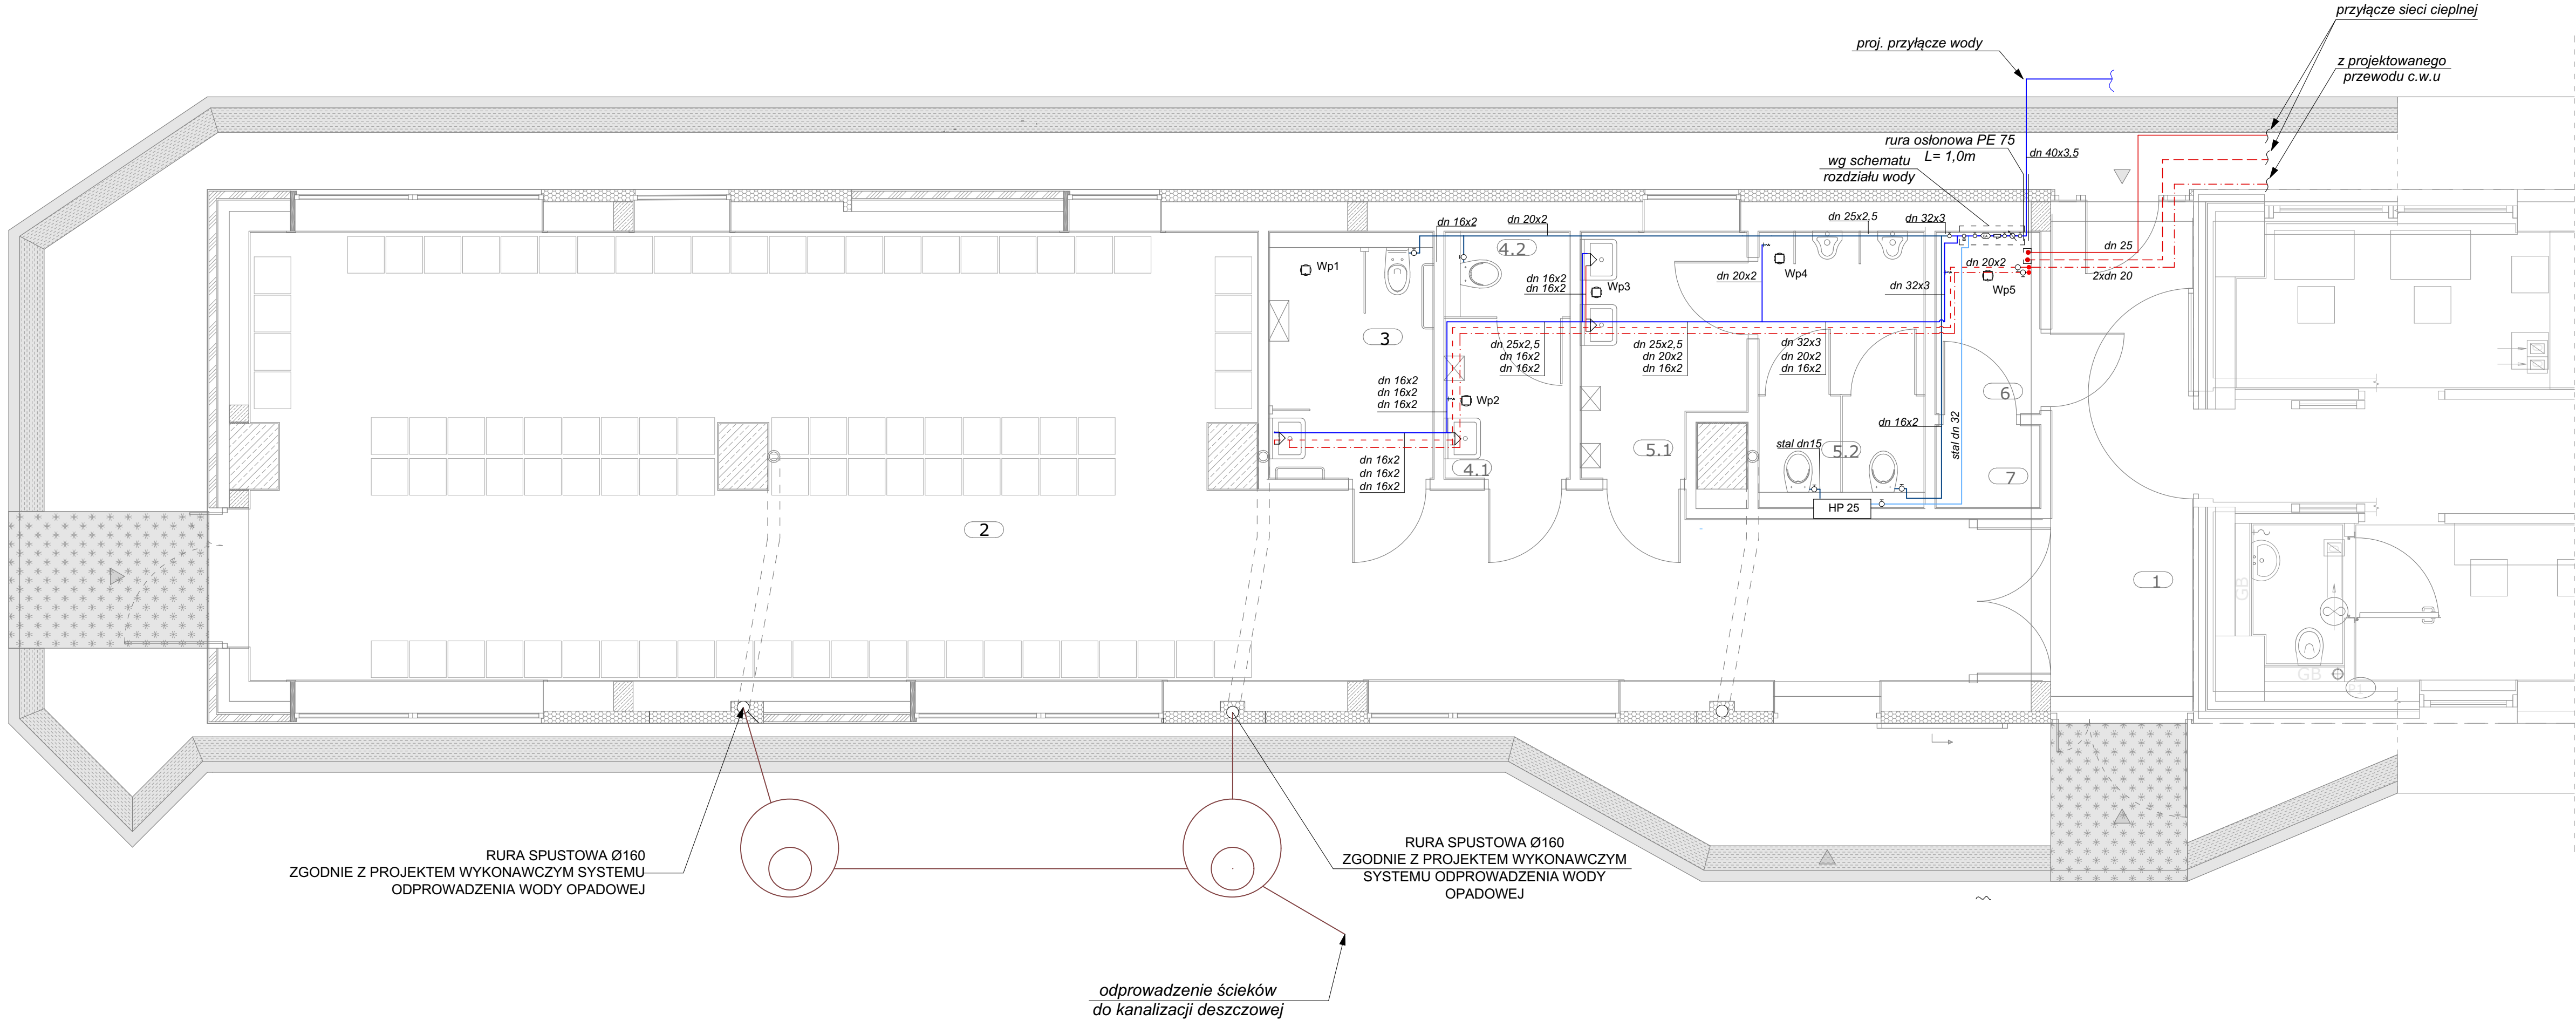 przyłącze sieci cieplnej
proj. przyłącze wody
z projektowanego
przewodu c.w.u
rura osłonowa PE 75
L= 1,0m
dn 40x3,5
wg schematu
rozdziału wody
dn 16x2
dn 20x2
dn 25x2,5
dn 32x3
4.2
dn 25
Wp1
dn 16x2
dn 16x2
Wp3
dn 20x2
Wp4
dn 32x3
dn 20x2
Wp5
2xdn 20
3
dn 25x2,5
dn 16x2
dn 16x2
dn 25x2,5
dn 20x2
dn 16x2
dn 32x3
dn 20x2
dn 16x2
dn 16x2
dn 16x2
dn 16x2
Wp2
6
dn 16x2
stal dn 32
stal dn15
5.2
5.1
4.1
7
dn 16x2
dn 16x2
dn 16x2
HP 25
2
1
GB
GB
RURA SPUSTOWA Ø160
ZGODNIE Z PROJEKTEM WYKONAWCZYM SYSTEMU
ODPROWADZENIA WODY OPADOWEJ
RURA SPUSTOWA Ø160
ZGODNIE Z PROJEKTEM WYKONAWCZYM
SYSTEMU ODPROWADZENIA WODY
OPADOWEJ
odprowadzenie ścieków
do kanalizacji deszczowej